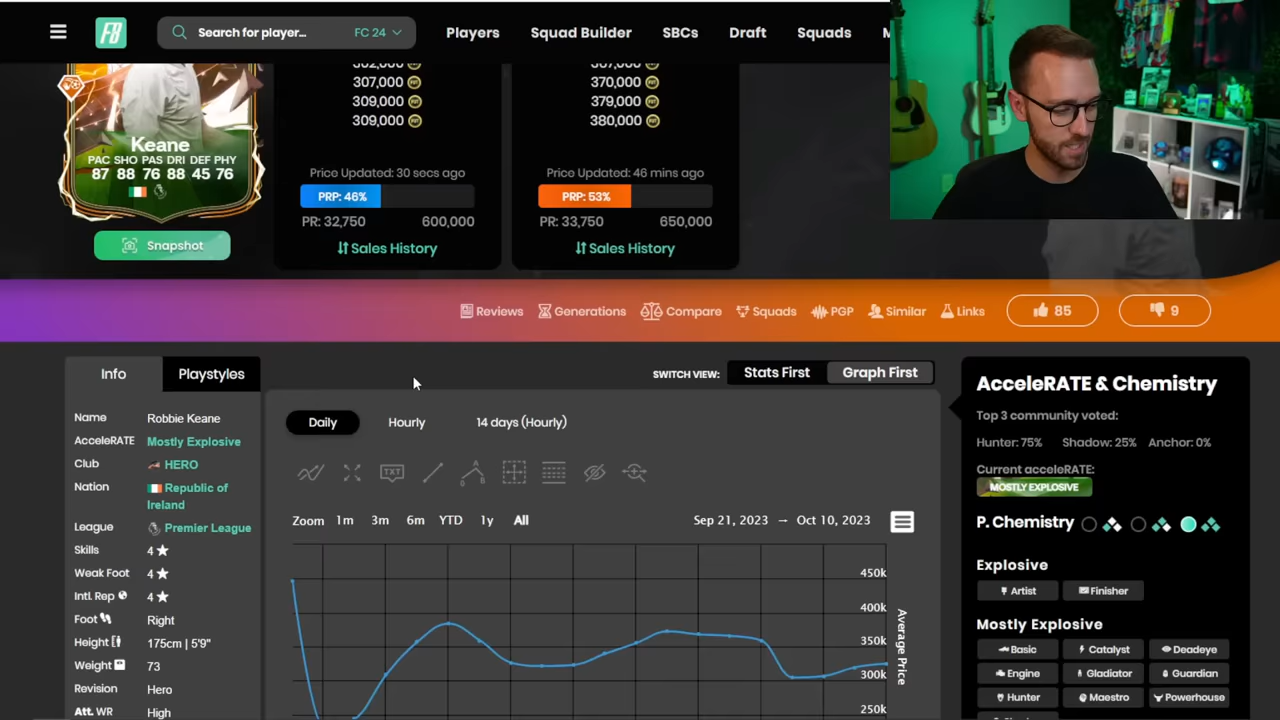 FB
Search for player...
FC 24
Players
Squad Builder
SBCs
Draft
Squads
M
307,000
309,000
309,000
370,000
379,000
380,000
Keane
PAC SHO PAS DRI DEF PHY
87 88 76 88 45 76
Snapshot
Price Updated: 30 secs ago
PRP: 46%
PR: 32,750
600,000
Sales History
Price Updated: 46 mins ago
PRP: 53%
PR: 33,750
650,000
Sales History
Reviews
Generations
Compare
Squads
PGP
Similar
Links
85
9
Info
Playstyles
SWITCH VIEW:
Stats First
Graph First
Name Robbie Keane
AcceleRATE Mostly Explosive
Club HERO
Nation Republic of
Ireland
League Premier League
Skills 4
Weak Foot 4
Intl. Rep 4
Foot Right
Height 175cm | 5'9"
Weight 73
Revision Hero
Att. WR High
Daily
Hourly
14 days (Hourly)
TXT
Zoom 1m 3m 6m YTD 1y All
Sep 21, 2023 → Oct 10, 2023
450k
400k
350k
300k
250k
Average Price
AcceleRATE & Chemistry
Top 3 community voted:
Hunter: 75% Shadow: 25% Anchor: 0%
Current acceleRATE:
MOSTLY EXPLOSIVE
P. Chemistry
Explosive
Artist
Finisher
Mostly Explosive
Basic
Catalyst
Deadeye
Engine
Gladiator
Guardian
Hunter
Maestro
Powerhouse